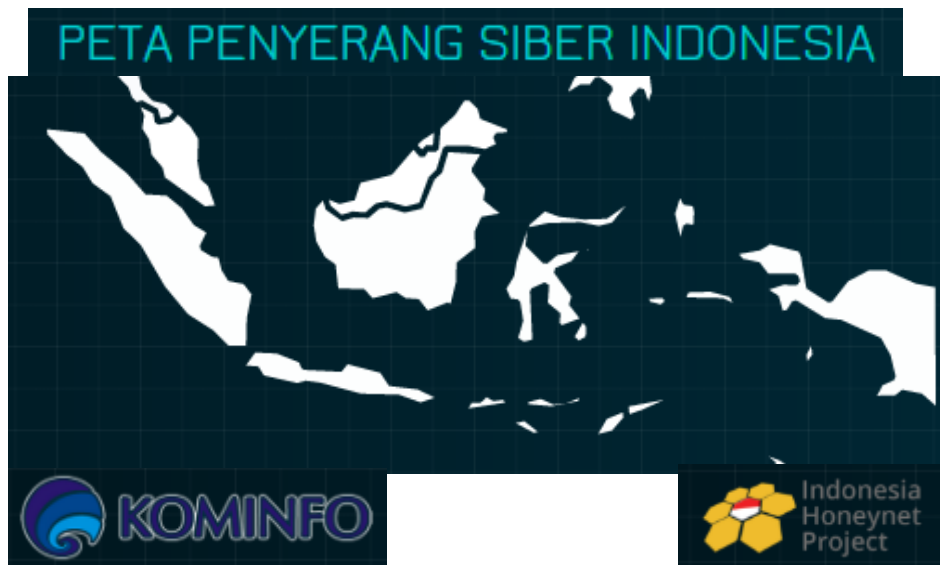 PETA PENYERANG SIBER INDONESIA
KOMINFO
Indonesia
Honeynet
Project